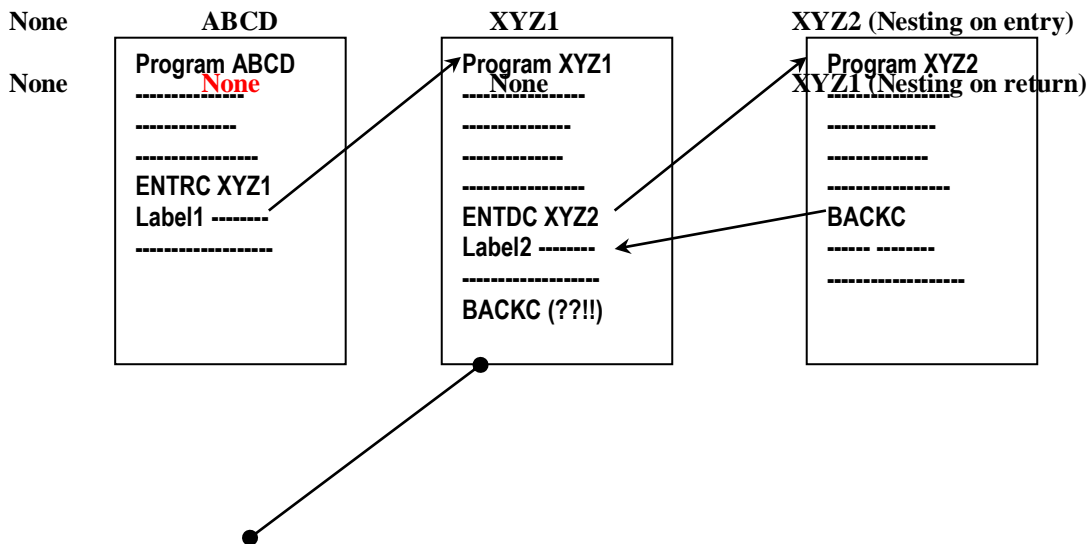 None ABCD XYZ1 XYZ2 (Nesting on entry)
None None None XYZ1 (Nesting on return)
Program ABCD
---------------
--------------
-----------------
ENTRC XYZ1
Label1 --------
-------------------
Program XYZ1
-----------------
---------------
--------------
-----------------
ENTDC XYZ2
Label2 --------
-------------------
BACKC (??!!)
Program XYZ2
-----------------
---------------
--------------
-----------------
BACKC
------ --------
-------------------